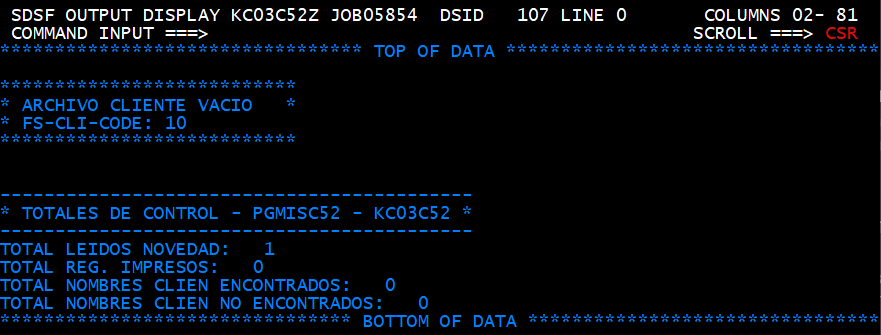 SDSF OUTPUT DISPLAY KC03C52Z JOB05854  DSID   107 LINE 0       COLUMNS 02- 81
COMMAND INPUT ===>                                            SCROLL ===> CSR
********************************* TOP OF DATA **********************************
***************************
* ARCHIVO CLIENTE VACIO   *
* FS-CLI-CODE: 10
***************************
-------------------------------------------
* TOTALES DE CONTROL - PGMISC52 - KC03C52 *
-------------------------------------------
TOTAL LEIDOS NOVEDAD:   1
TOTAL REG. IMPRESOS:   0
TOTAL NOMBRES CLIEN ENCONTRADOS:   0
TOTAL NOMBRES CLIEN NO ENCONTRADOS:   0
******************************** BOTTOM OF DATA ********************************